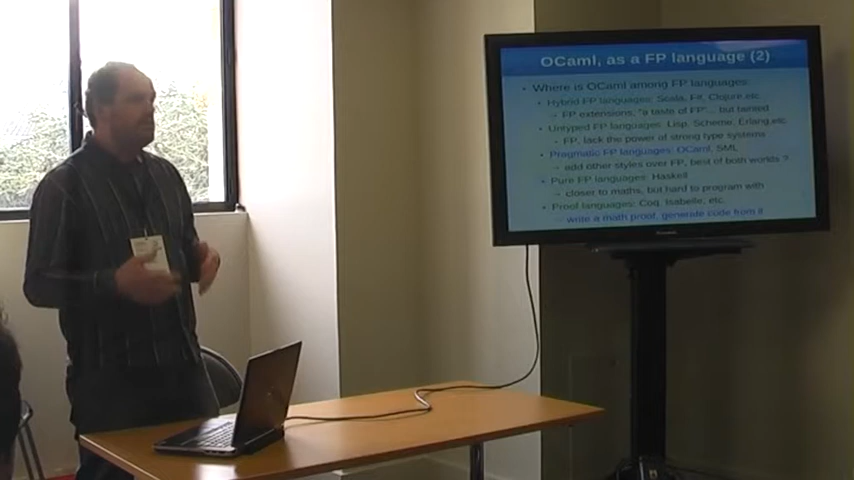 OCaml, as a FP language (2)
Where is OCaml among FP languages:
Hybrid FP languages: Scala, F#, Clojure etc.
FP extensions, "a taste of FP"... but tainted
Untyped FP languages: Lisp, Scheme, Erlang,etc
FP, lack the power of strong type systems
Pragmatic FP languages: OCaml, SML
add other styles over FP, best of both worlds ?
Pure FP languages: Haskell
closer to maths, but hard to program with
Proof languages: Coq, Isabelle, etc.
write a math proof, generate code from it